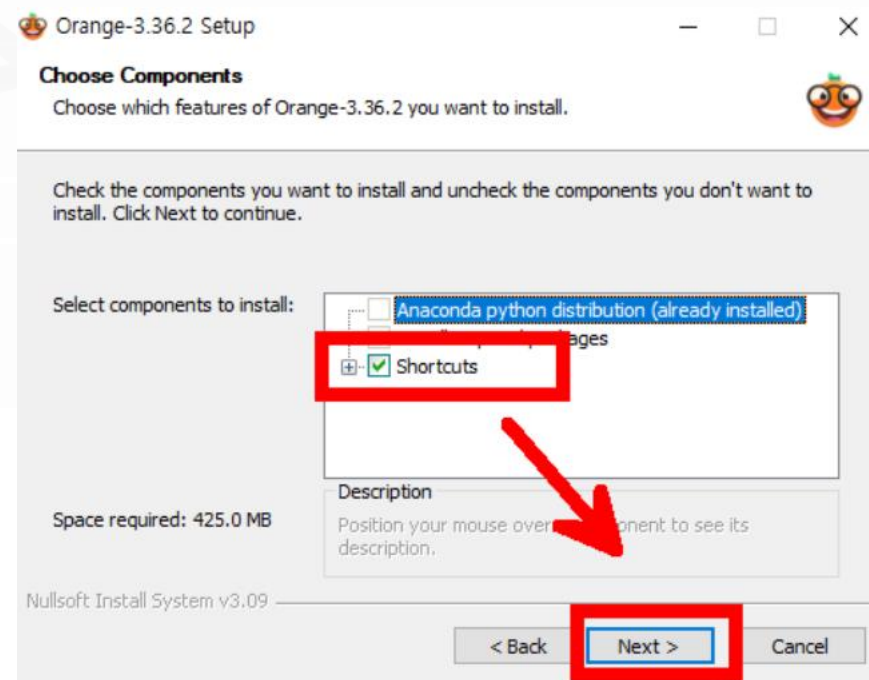 Orange-3.36.2 Setup
Choose Components
Choose which features of Orange-3.36.2 you want to install.
Check the components you want to install and uncheck the components you don't want to
install. Click Next to continue.
Select components to install:
Anaconda python distribution (already installed)
Shortcuts
Space required: 425.0 MB
Description
Position your mouse over to see its
description.
Nullsoft Install System v3.09
< Back
Next >
Cancel